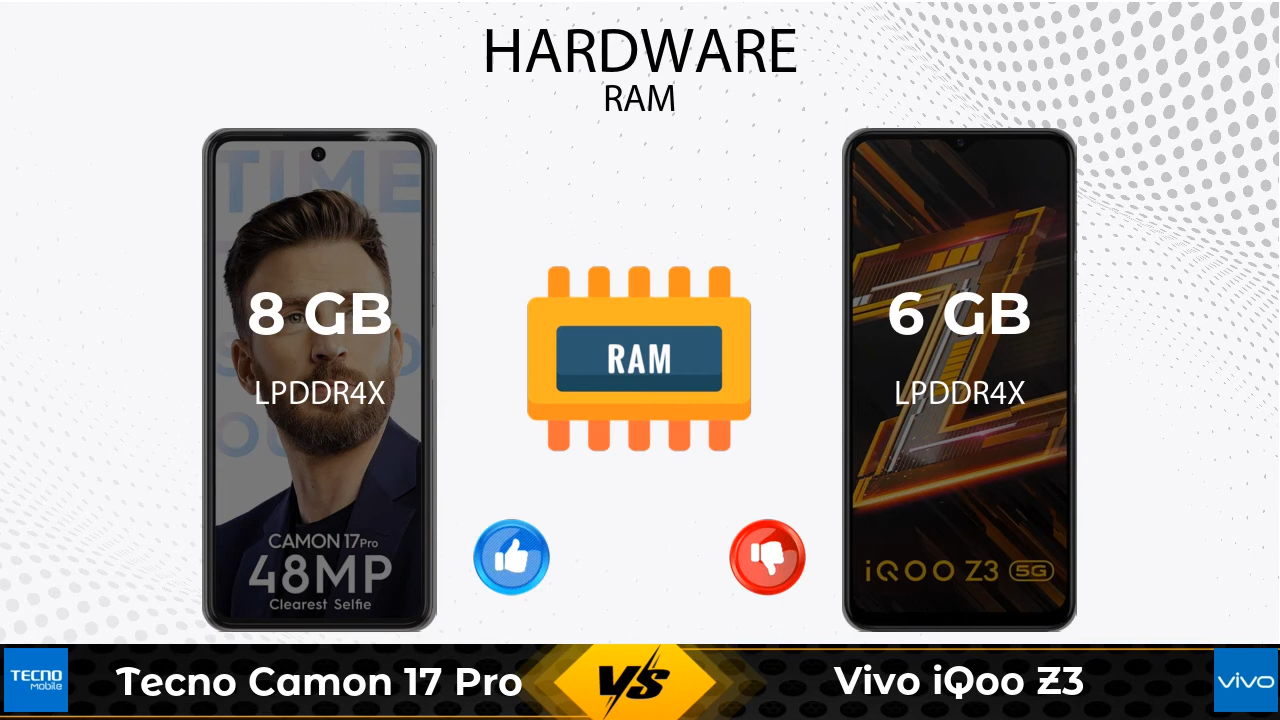 HARDWARE
RAM
TIME
8 GB
LPDDR4X
CAMON 17Pro
48MP
Clearest Selfie
RAM
6 GB
LPDDR4X
iQOO Z3 5G
TECNO
mobile
Tecno Camon 17 Pro
VS
Vivo iQoo Z3
vivo